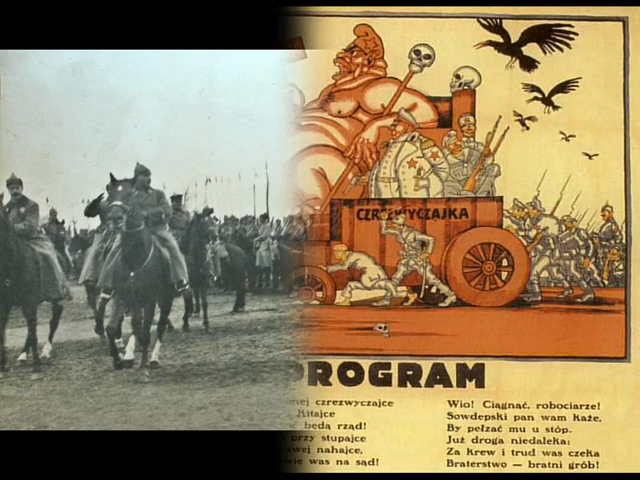 CZREZWYCZAJKA
PROGRAM
czrezwyczajce
Kitajce
będą rząd!
przy stupajce
nahajce,
was na sąd!
Wio! Ciągnąć, robociarze!
Sowdepski pan wam każe,
By pełzać mu u stóp.
Już droga niedaleka:
Za krew i trud was czeka
Braterstwo — bratni grób!